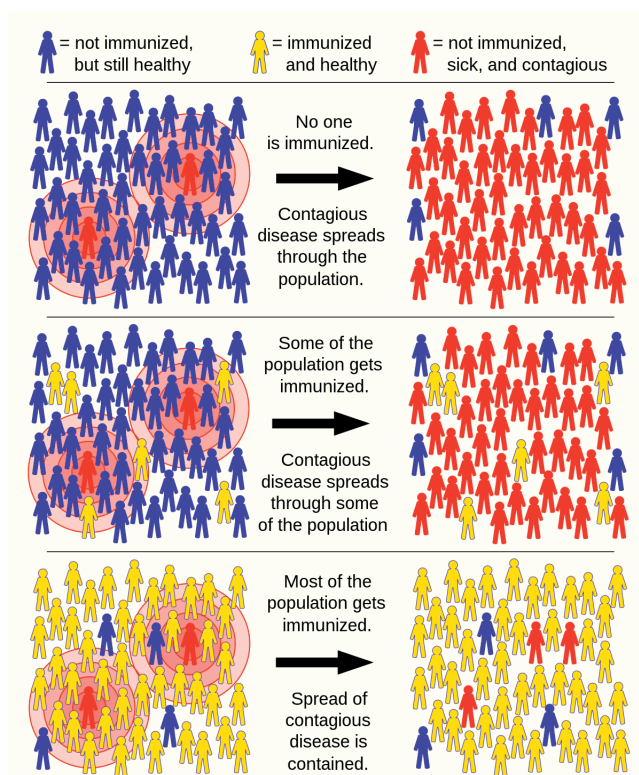 = not immunized,
but still healthy
= immunized
and healthy
= not immunized,
sick, and contagious
No one
is immunized.
Contagious
disease spreads
through the
population.
Some of the
population gets
immunized.
Contagious
disease spreads
through some
of the population
Most of the
population gets
immunized.
Spread of
contagious
disease is
contained.